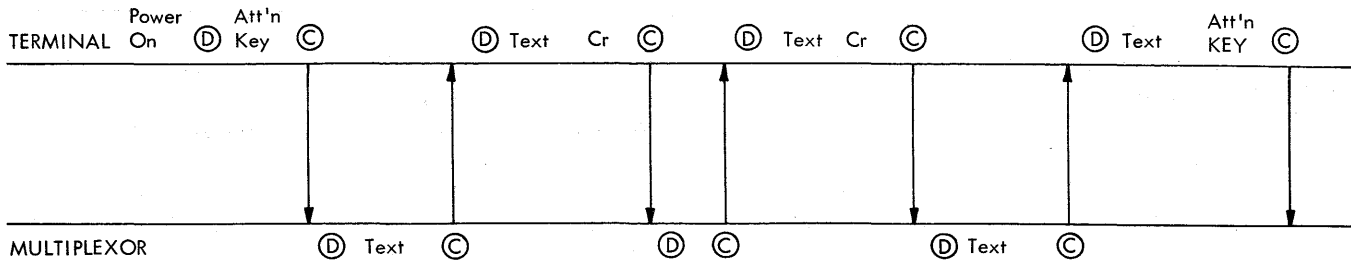 Power Att'n Att'n
TERMINAL On Ⓓ Key Ⓒ Ⓓ Text Cr Ⓒ Ⓓ Text Cr Ⓒ Ⓓ Text KEY Ⓒ
MULTIPLEXOR Ⓓ Text Ⓒ Ⓓ Ⓒ Ⓓ Text Ⓒ